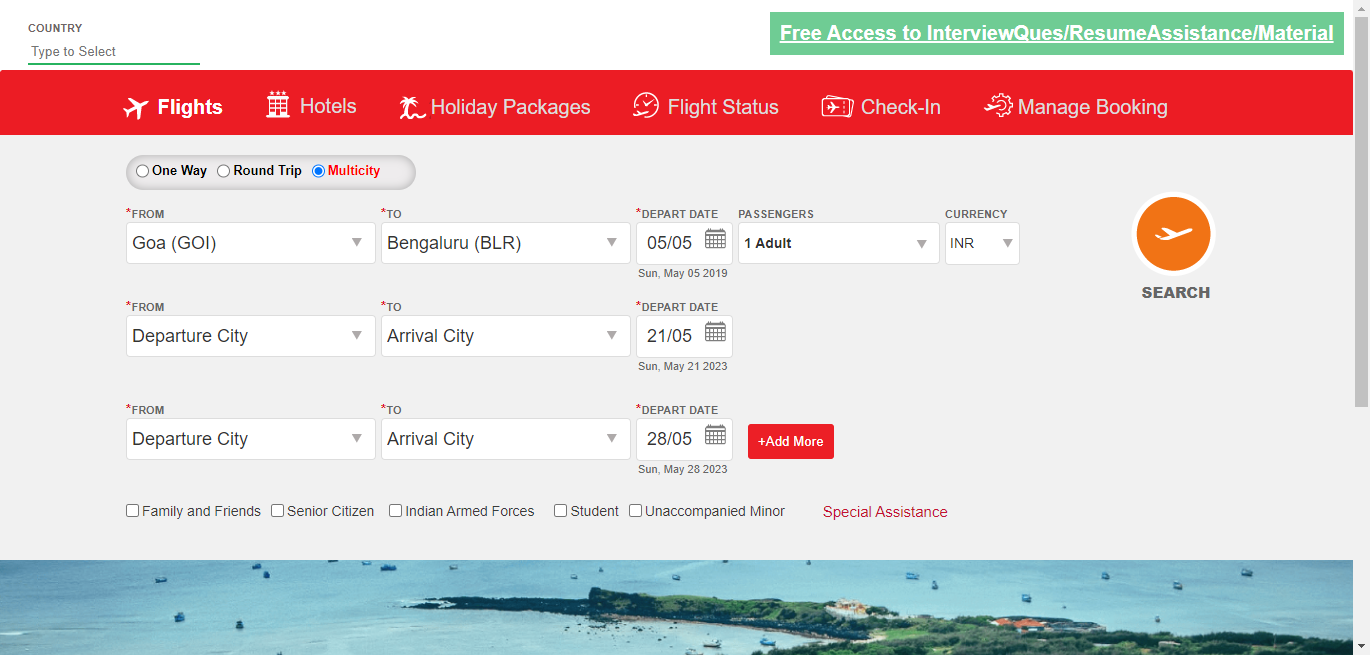 COUNTRY
Type to Select
Free Access to InterviewQues/ResumeAssistance/Material
Flights Hotels Holiday Packages Flight Status Check-In Manage Booking
One Way Round Trip Multicity
*FROM *TO *DEPART DATE PASSENGERS CURRENCY
Goa (GOI) Bengaluru (BLR) 05/05 1 Adult INR
Sun, May 05 2019
SEARCH
*FROM *TO *DEPART DATE
Departure City Arrival City 21/05
Sun, May 21 2023
*FROM *TO *DEPART DATE
Departure City Arrival City 28/05 +Add More
Sun, May 28 2023
Family and Friends Senior Citizen Indian Armed Forces Student Unaccompanied Minor Special Assistance